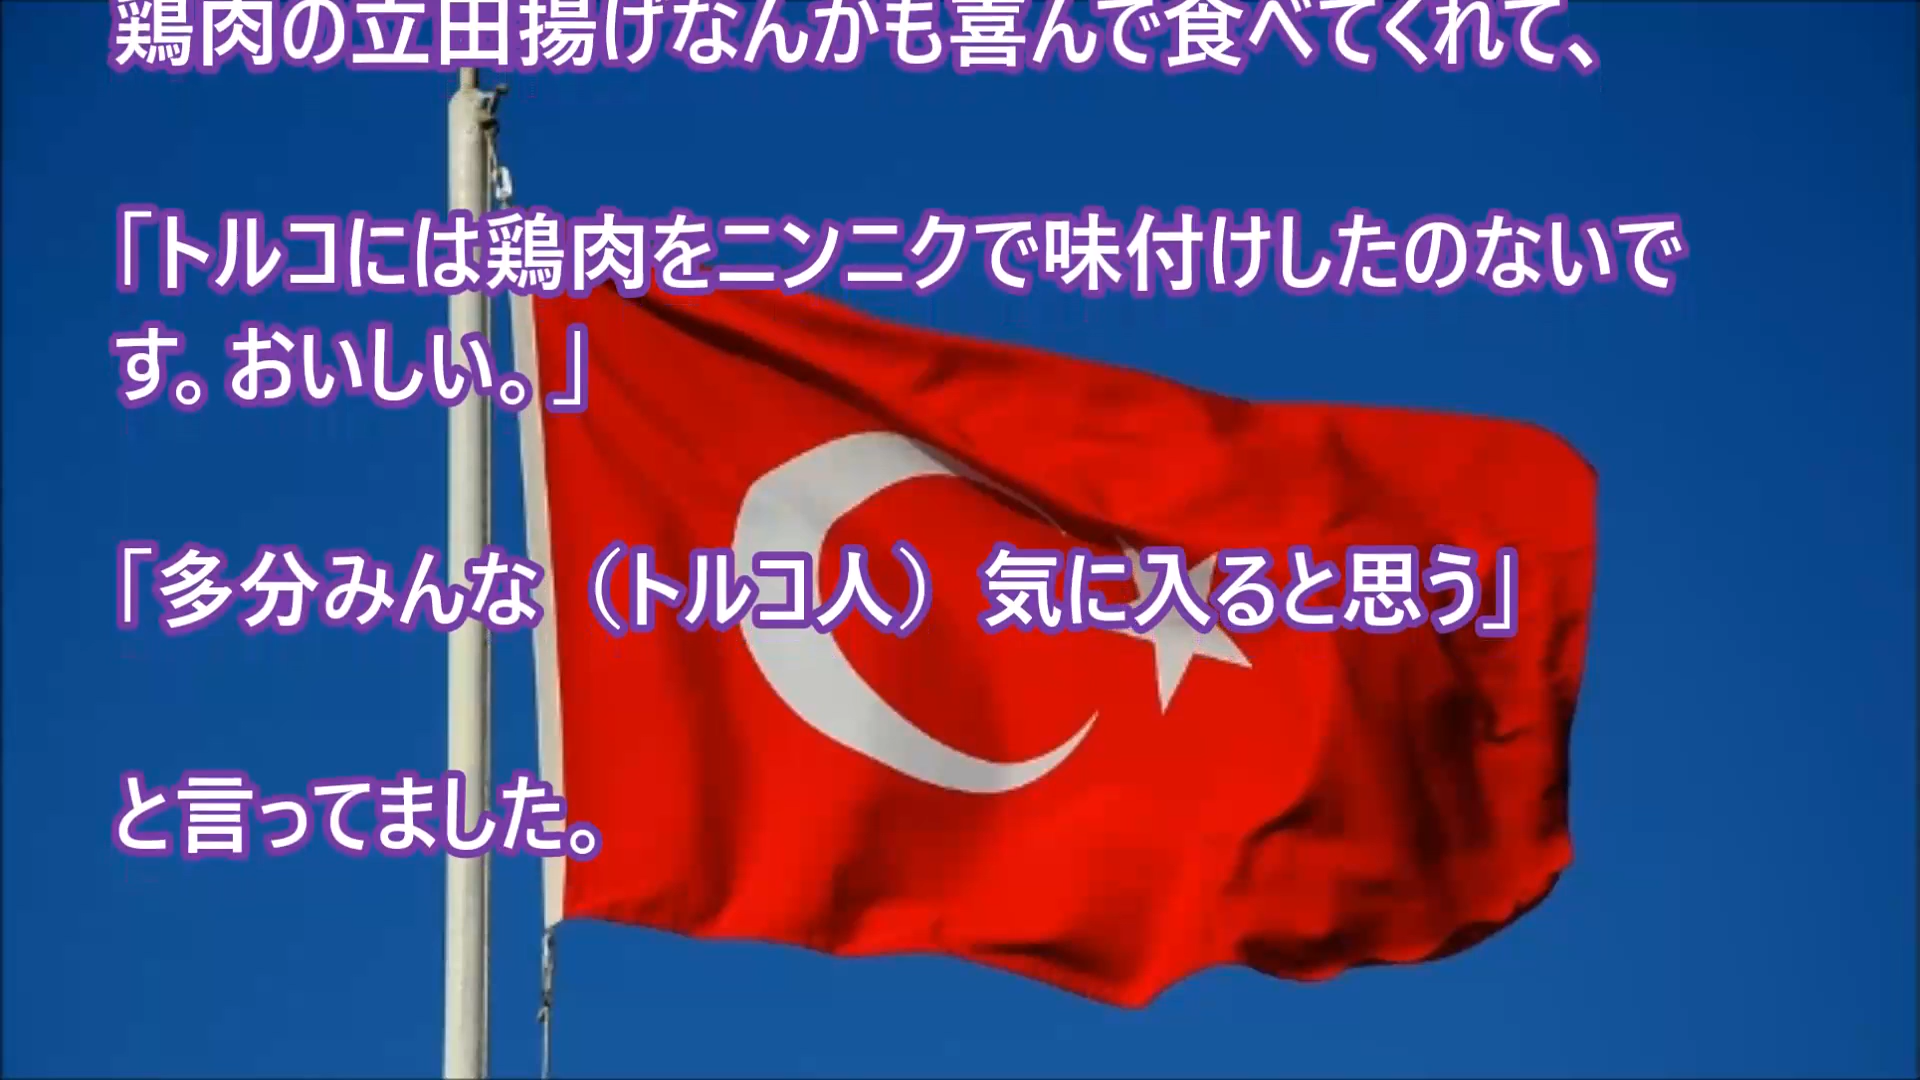 鶏肉の立田揚げなんかも喜んで食べてくれて、
「トルコには鶏肉をニンニクで味付けしたのないで
す。おいしい。」
「多分みんな（トルコ人） 気に入ると思う」
と言ってました。